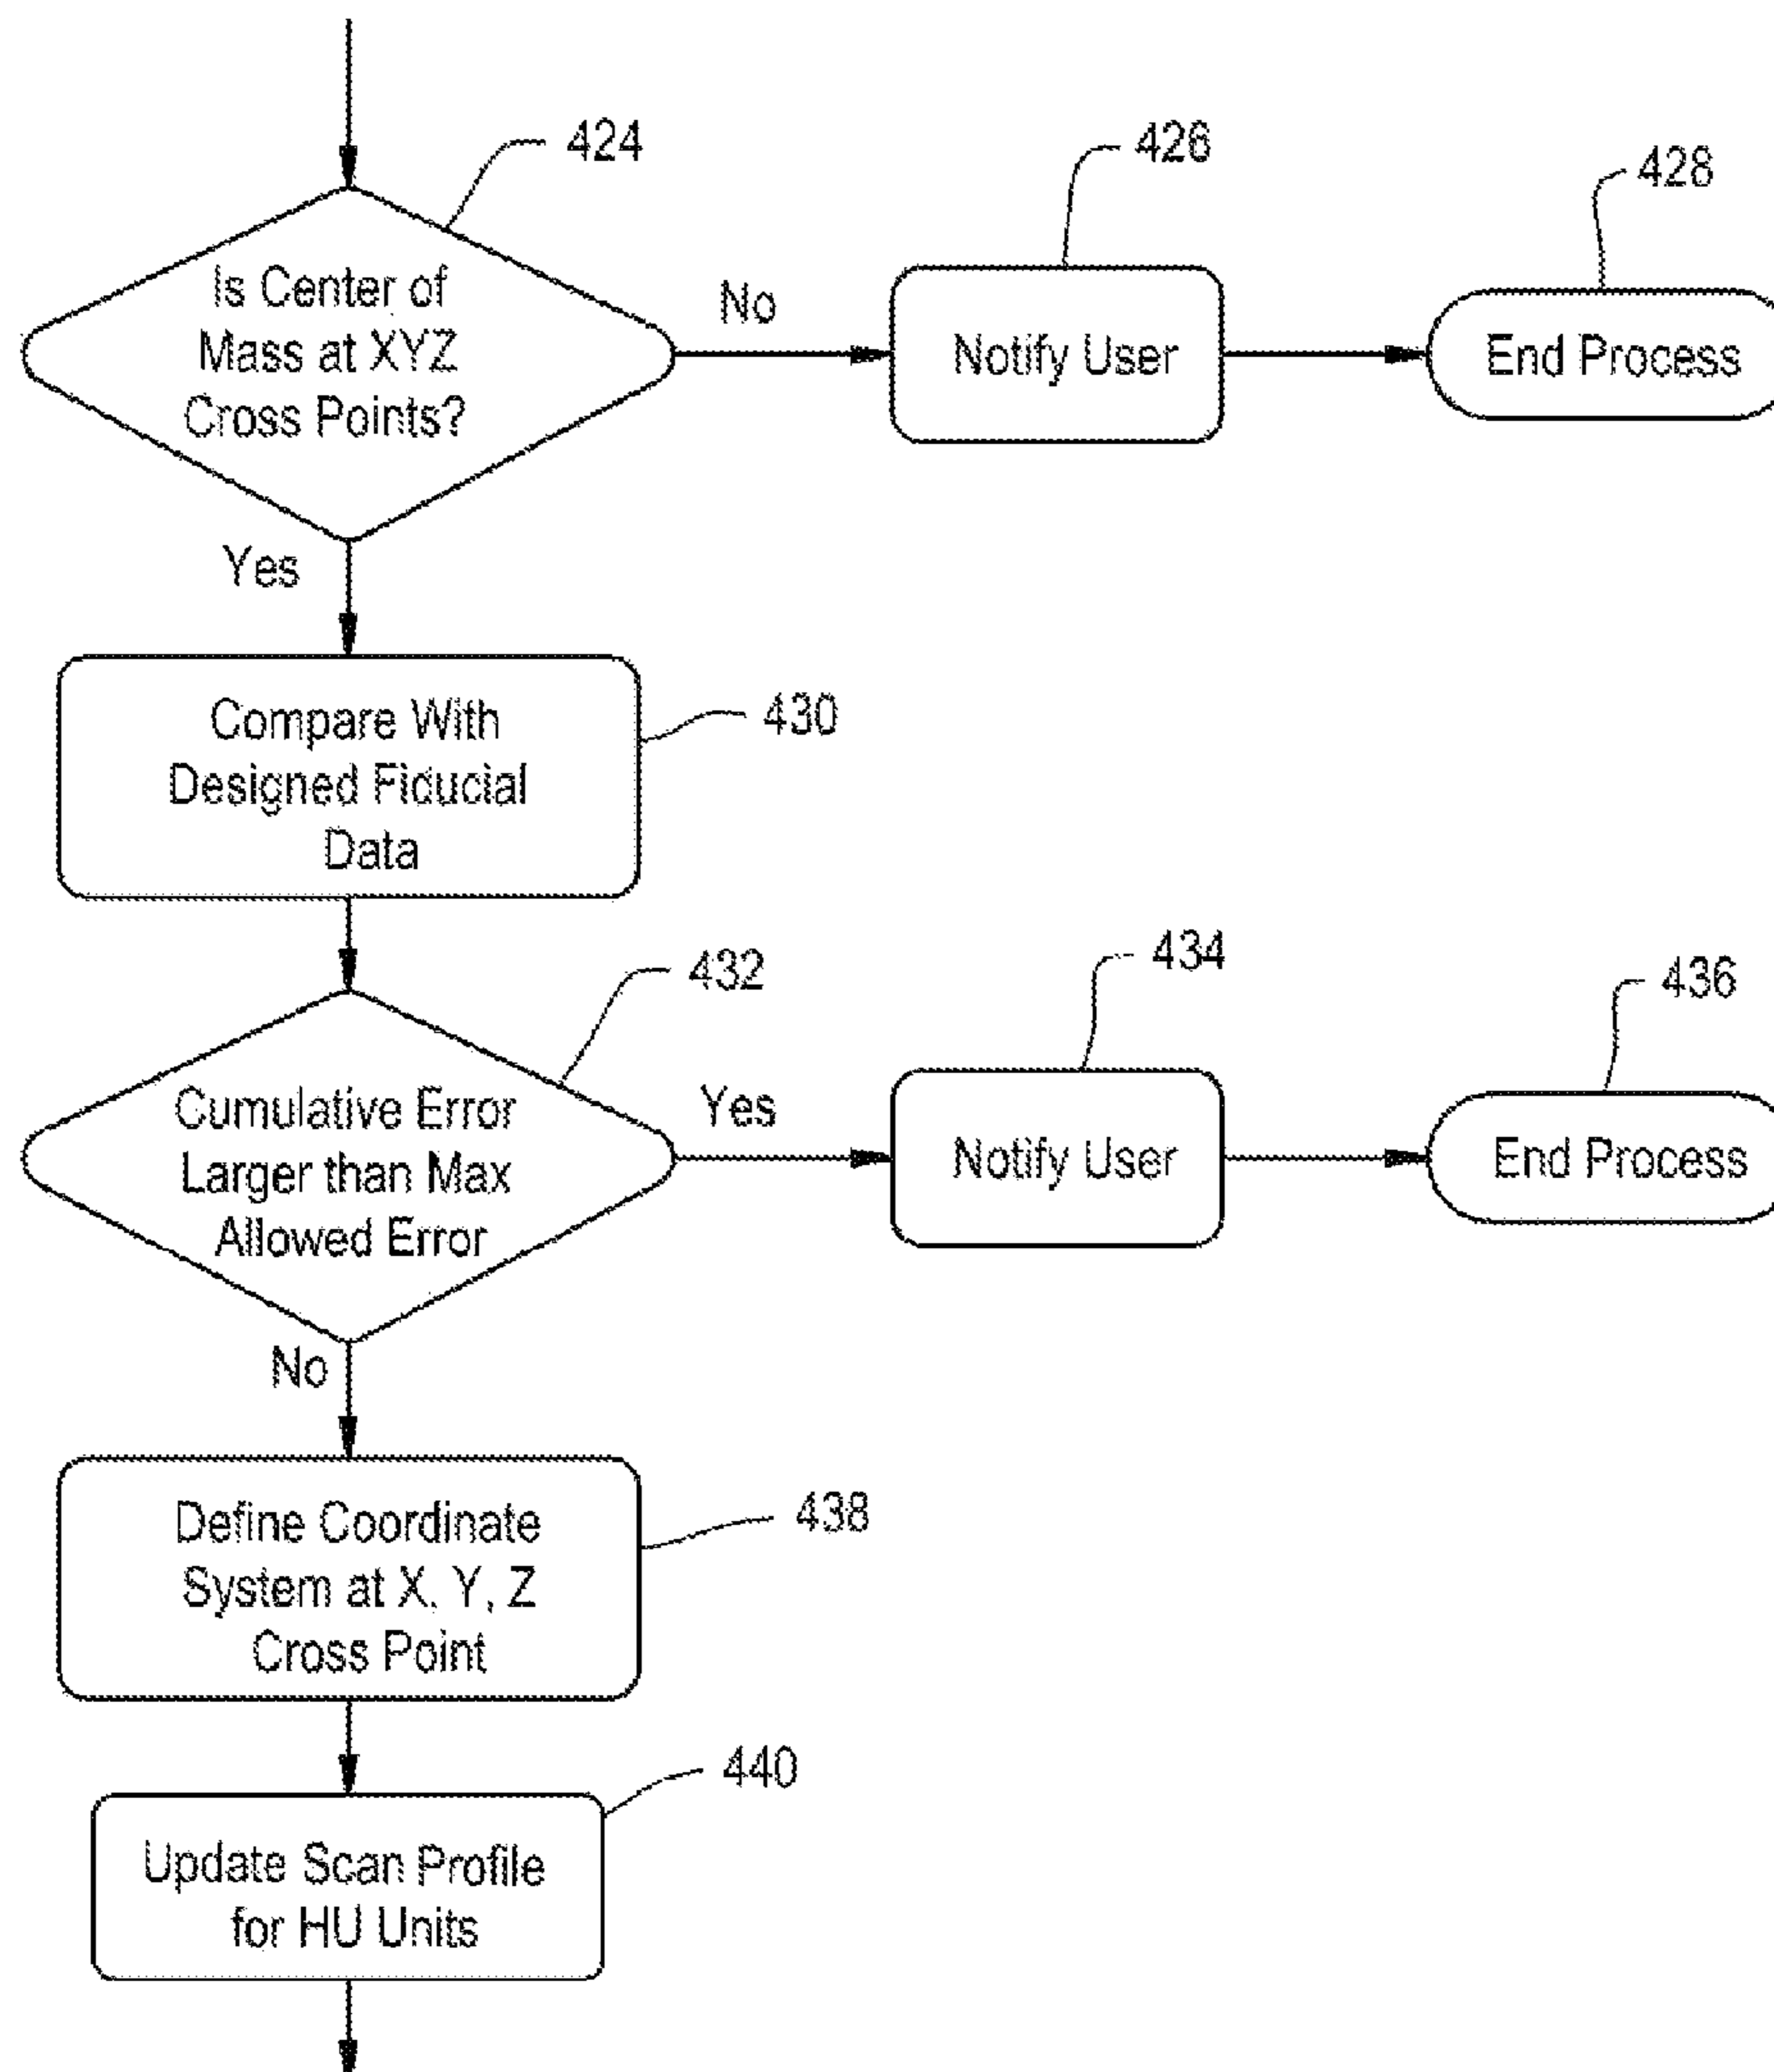 424
426
428
Is Center of
Mass at XYZ
Cross Points?
No
Notify User
End Process
Yes
Compare With
Designed Fiducial
Data
430
432
434
436
Cumulative Error
Larger than Max
Allowed Error
Yes
Notify User
End Process
No
Define Coordinate
System at X, Y, Z
Cross Point
438
440
Update Scan Profile
for HU Units